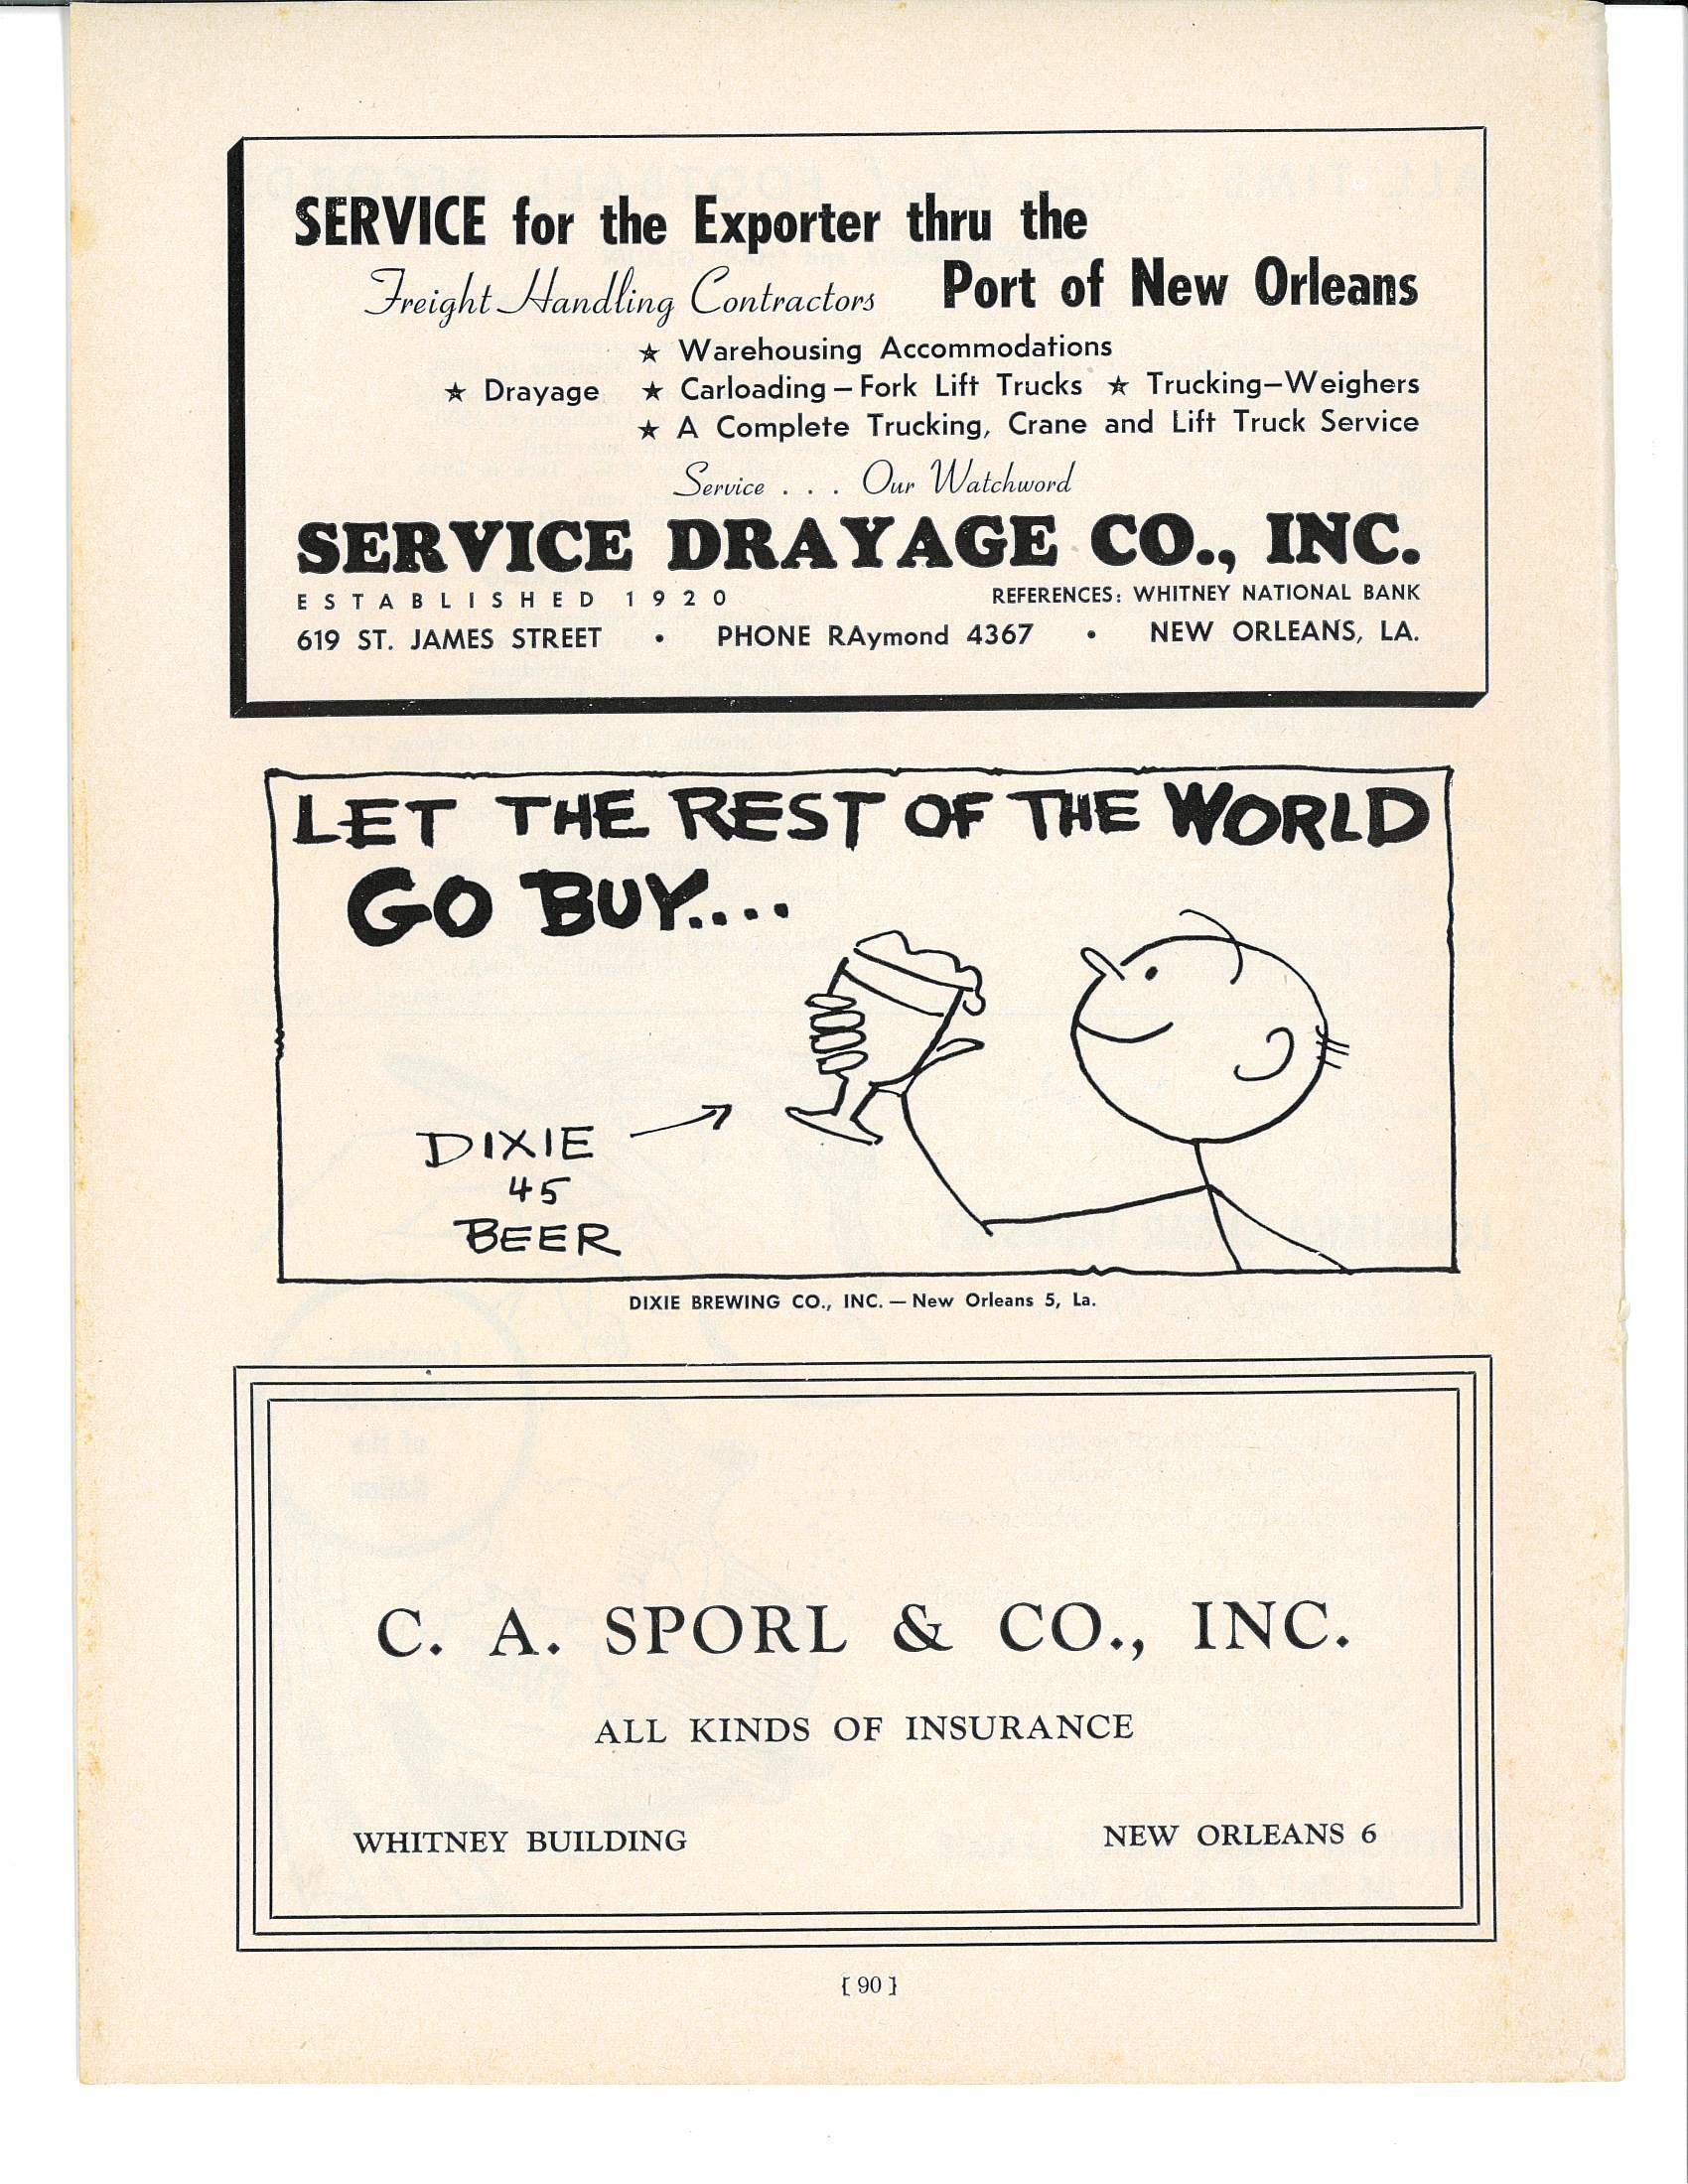 SERVICE for the Exporter thru the
Port of New Orleans
Freight Handling Contractors
★ Warehousing Accommodations
★ Drayage ★ Carloading – Fork Lift Trucks ★ Trucking–Weighers
★ A Complete Trucking, Crane and Lift Truck Service
Service . . . Our Watchword
SERVICE DRAYAGE CO., INC.
ESTABLISHED 1920 REFERENCES: WHITNEY NATIONAL BANK
619 ST. JAMES STREET • PHONE RAymond 4367 • NEW ORLEANS, LA.
LET THE REST OF THE WORLD
GO BUY....
DIXIE
45
BEER
DIXIE BREWING CO., INC. — New Orleans 5, La.
C. A. SPORL & CO., INC.
ALL KINDS OF INSURANCE
WHITNEY BUILDING NEW ORLEANS 6
[ 90 ]